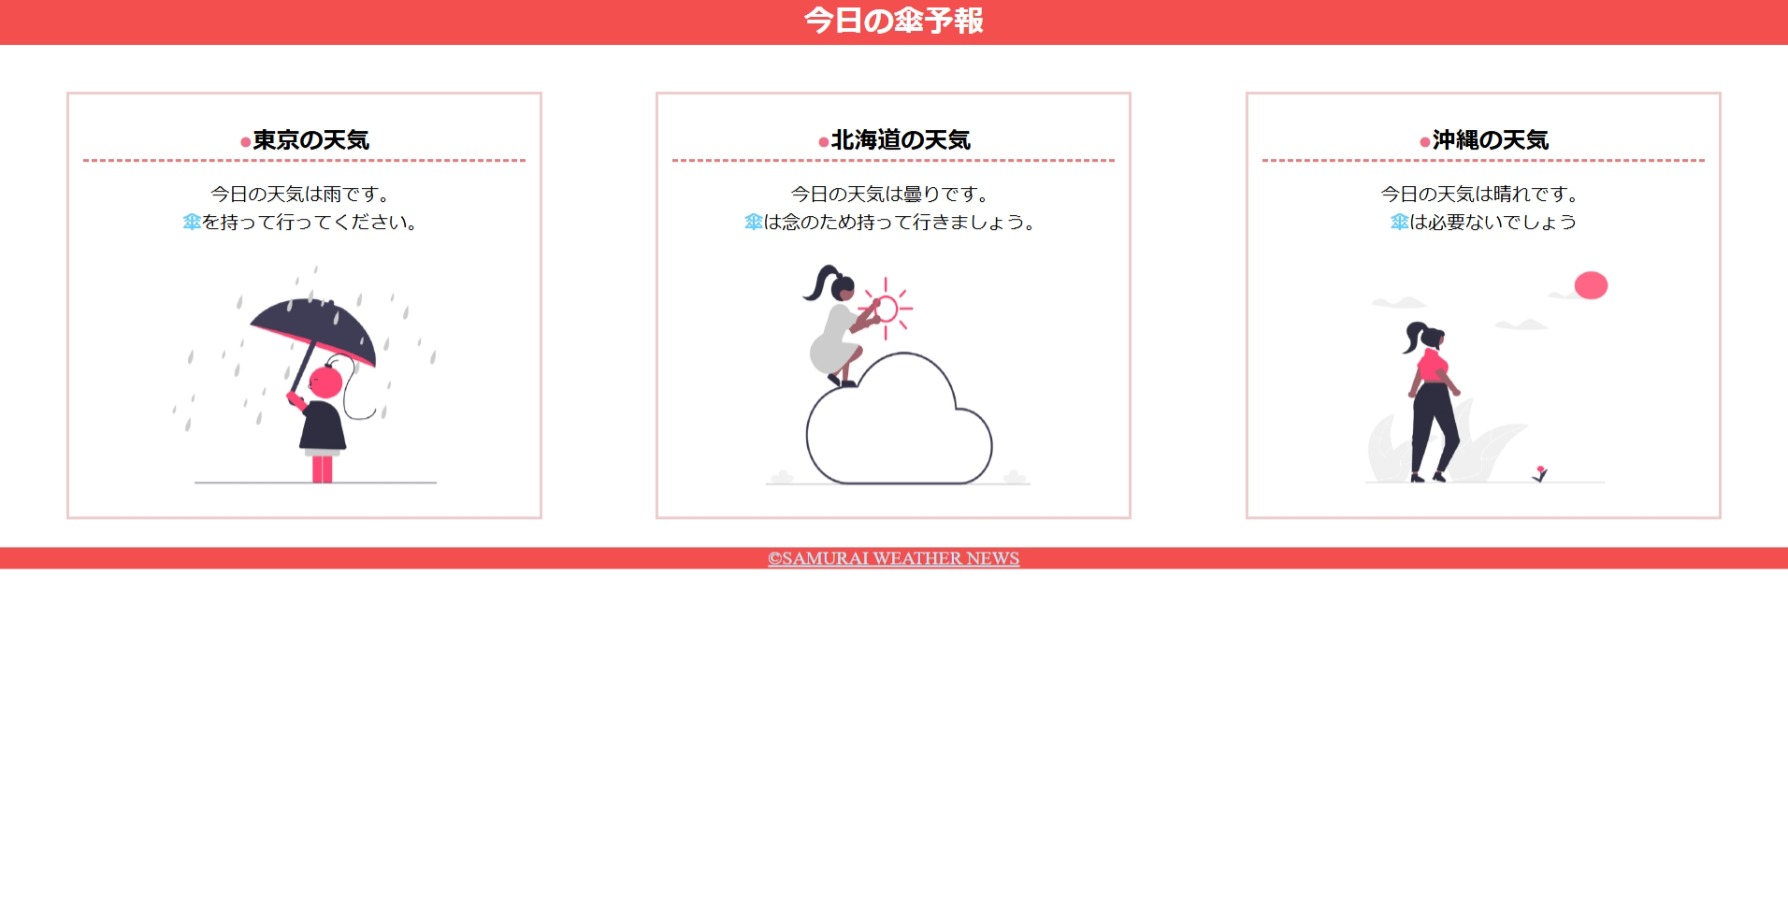 今日の傘予報
●東京の天気
今日の天気は雨です。
傘を持って行ってください。
●北海道の天気
今日の天気は曇りです。
傘は念のため持って行きましょう。
●沖縄の天気
今日の天気は晴れです。
傘は必要ないでしょう
©SAMURAI WEATHER NEWS